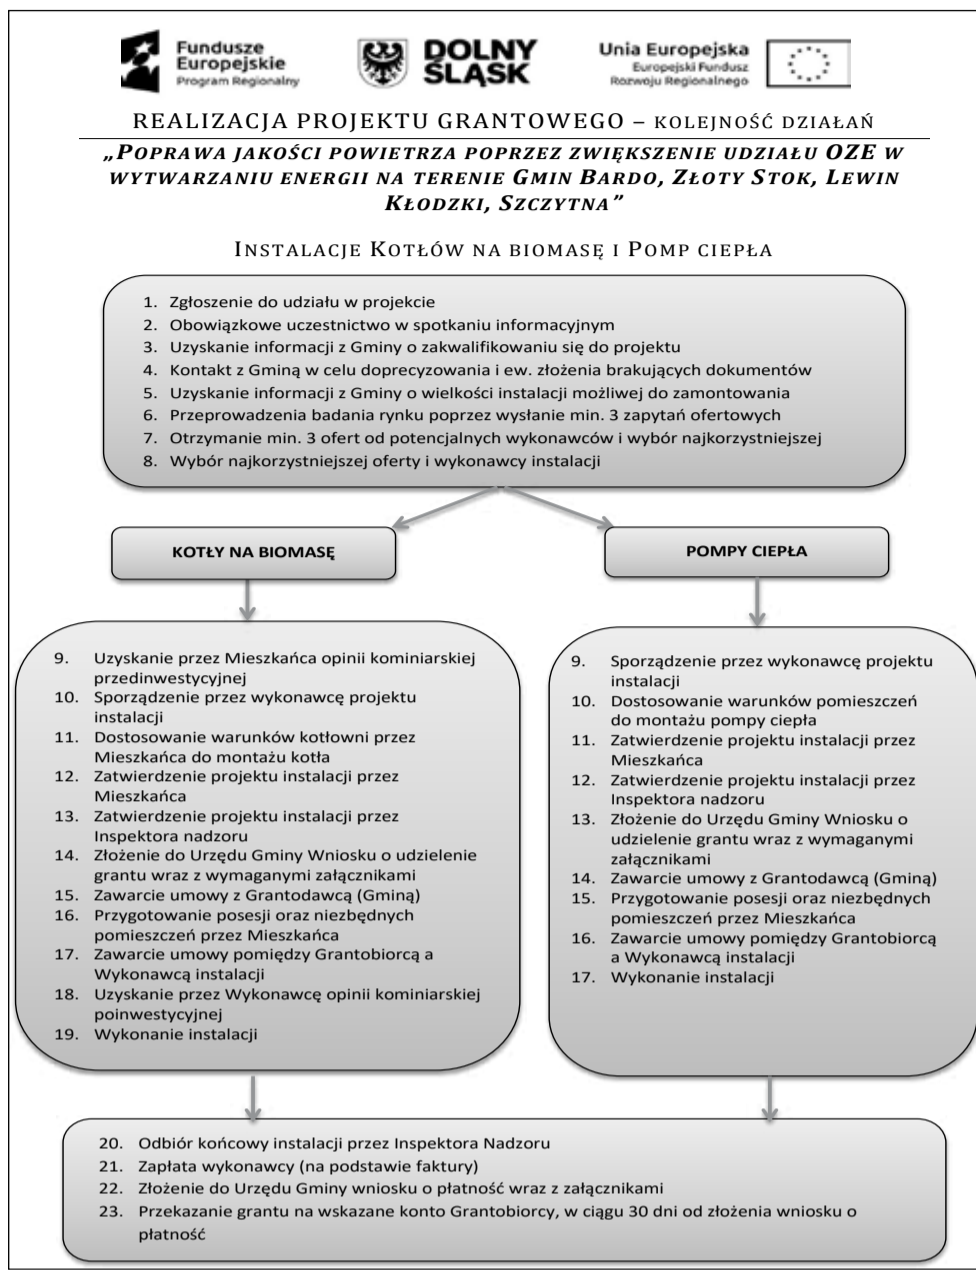 Fundusze
Europejskie
Program Regionalny
DOLNY
ŚLĄSK
Unia Europejska
Europejski Fundusz
Rozwoju Regionalnego
REALIZACJA PROJEKTU GRANTOWEGO – KOLEJNOŚĆ DZIAŁAŃ
„POPRAWA JAKOŚCI POWIETRZA POPRZEZ ZWIĘKSZENIE UDZIAŁU OZE W
WYTWARZANIU ENERGII NA TERENIE GMIN BARDO, ZŁOTY STOK, LEWIN
KŁODZKI, SZCZYTNA”
INSTALACJE KOTŁÓW NA BIOMASĘ I POMP CIEPŁA
1. Zgłoszenie do udziału w projekcie
2. Obowiązkowe uczestnictwo w spotkaniu informacyjnym
3. Uzyskanie informacji z Gminy o zakwalifikowaniu się do projektu
4. Kontakt z Gminą w celu doprecyzowania i ew. złożenia brakujących dokumentów
5. Uzyskanie informacji z Gminy o wielkości instalacji możliwej do zamontowania
6. Przeprowadzenia badania rynku poprzez wysłanie min. 3 zapytań ofertowych
7. Otrzymanie min. 3 ofert od potencjalnych wykonawców i wybór najkorzystniejszej
8. Wybór najkorzystniejszej oferty i wykonawcy instalacji
KOTŁY NA BIOMASĘ
9. Uzyskanie przez Mieszkańca opinii kominiarskiej
przedinwestycyjnej
10. Sporządzenie przez wykonawcę projektu
instalacji
11. Dostosowanie warunków kotłowni przez
Mieszkańca do montażu kotła
12. Zatwierdzenie projektu instalacji przez
Mieszkańca
13. Zatwierdzenie projektu instalacji przez
Inspektora nadzoru
14. Złożenie do Urzędu Gminy Wniosku o udzielenie
grantu wraz z wymaganymi załącznikami
15. Zawarcie umowy z Grantodawcą (Gminą)
16. Przygotowanie posesji oraz niezbędnych
pomieszczeń przez Mieszkańca
17. Zawarcie umowy pomiędzy Grantobiorcą a
Wykonawcą instalacji
18. Uzyskanie przez Wykonawcę opinii kominiarskiej
poinwestycyjnej
19. Wykonanie instalacji
POMPY CIEPŁA
9. Sporządzenie przez wykonawcę projektu
instalacji
10. Dostosowanie warunków pomieszczeń
do montażu pompy ciepła
11. Zatwierdzenie projektu instalacji przez
Mieszkańca
12. Zatwierdzenie projektu instalacji przez
Inspektora nadzoru
13. Złożenie do Urzędu Gminy Wniosku o
udzielenie grantu wraz z wymaganymi
załącznikami
14. Zawarcie umowy z Grantodawcą (Gminą)
15. Przygotowanie posesji oraz niezbędnych
pomieszczeń przez Mieszkańca
16. Zawarcie umowy pomiędzy Grantobiorcą
a Wykonawcą instalacji
17. Wykonanie instalacji
20. Odbiór końcowy instalacji przez Inspektora Nadzoru
21. Zapłata wykonawcy (na podstawie faktury)
22. Złożenie do Urzędu Gminy wniosku o płatność wraz z załącznikami
23. Przekazanie grantu na wskazane konto Grantobiorcy, w ciągu 30 dni od złożenia wniosku o
płatność